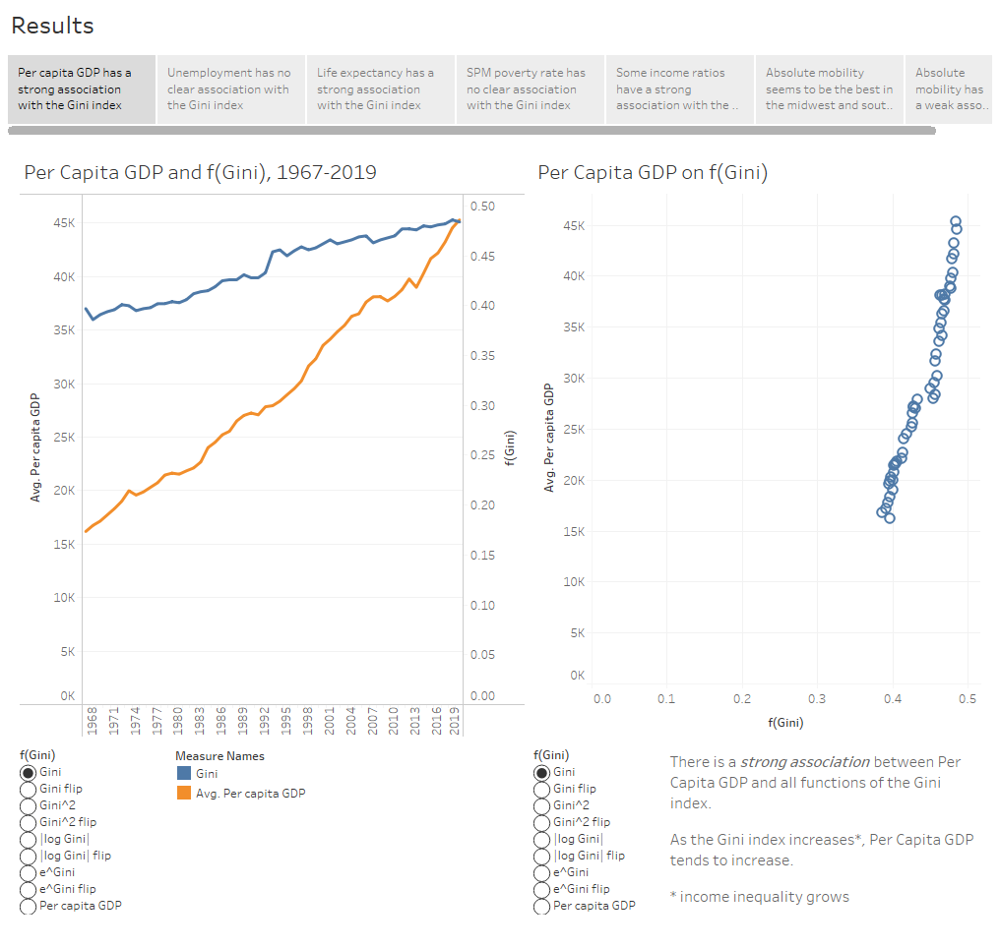 Results
Per capita GDP has a
strong association
with the Gini index
Unemployment has no
clear association with
the Gini index
Life expectancy has a
strong association
with the Gini index
SPM poverty rate has
no clear association
with the Gini index
Some income ratios
have a strong
association with the ..
Absolute mobility
seems to be the best in
the midwest and sout..
Absolute
mobility has
a weak asso..
Per Capita GDP and f(Gini), 1967-2019
45K
40K
35K
30K
25K
20K
15K
10K
5K
0K
Avg. Per capita GDP
0.50
0.45
0.40
0.35
0.30
0.25
0.20
0.15
0.10
0.05
0.00
f(Gini)
1968
1971
1974
1977
1980
1983
1986
1989
1992
1995
1998
2001
2004
2007
2010
2013
2016
2019
Per Capita GDP on f(Gini)
45K
40K
35K
30K
25K
20K
15K
10K
5K
0K
Avg. Per capita GDP
0.0
0.1
0.2
0.3
0.4
0.5
f(Gini)
f(Gini)
Gini
Gini flip
Gini^2
Gini^2 flip
|log Gini|
|log Gini| flip
e^Gini
e^Gini flip
Per capita GDP
Measure Names
Gini
Avg. Per capita GDP
f(Gini)
Gini
Gini flip
Gini^2
Gini^2 flip
|log Gini|
|log Gini| flip
e^Gini
e^Gini flip
Per capita GDP
There is a strong association between Per
Capita GDP and all functions of the Gini
index.
As the Gini index increases*, Per Capita GDP
tends to increase.
* income inequality grows